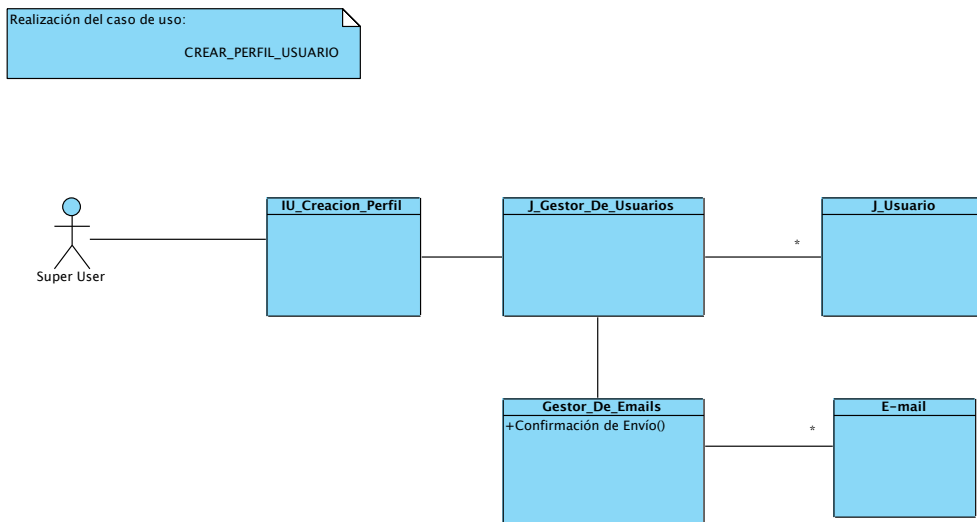 Realización del caso de uso:
CREAR_PERFIL_USUARIO
IU_Creacion_Perfil
J_Gestor_De_Usuarios
J_Usuario
*
Super User
Gestor_De_Emails
E-mail
+Confirmación de Envío()
*